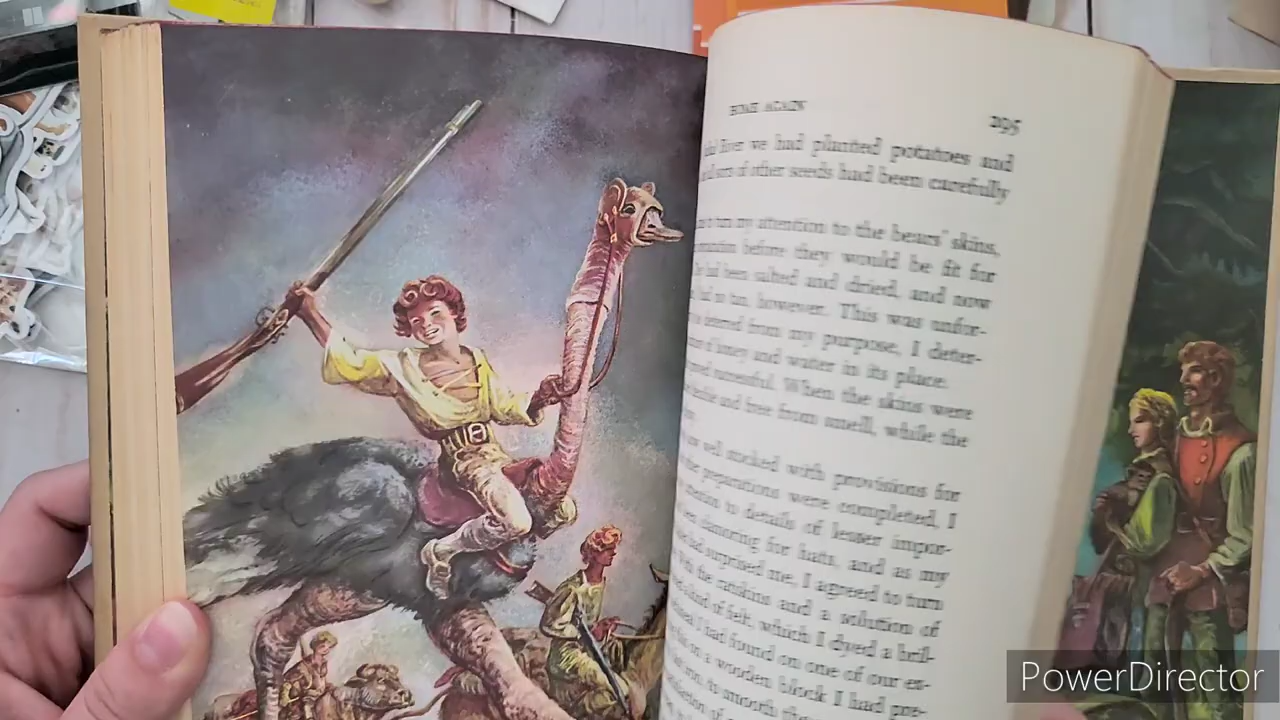 HOME AGAIN
295
River we had planted potatoes and
of other seeds had been carefully
to turn my attention to the bears' skins,
before they would be fit for
had been salted and dried, and now
had no tan, however. This was unfor-
deterred from my purpose, I deter-
of honey and water in its place.
successful. When the skins were
and free from smell, while the
well stocked with provisions for
preparations were completed, I
attention to details of lesser impor-
clamoring for hats, and as my
had surprised me, I agreed to turn
the ratskins and a solution of
kind of felt, which I dyed a bril-
I had found on one of our ex-
on a wooden block I had pre-
to smooth the
PowerDirector